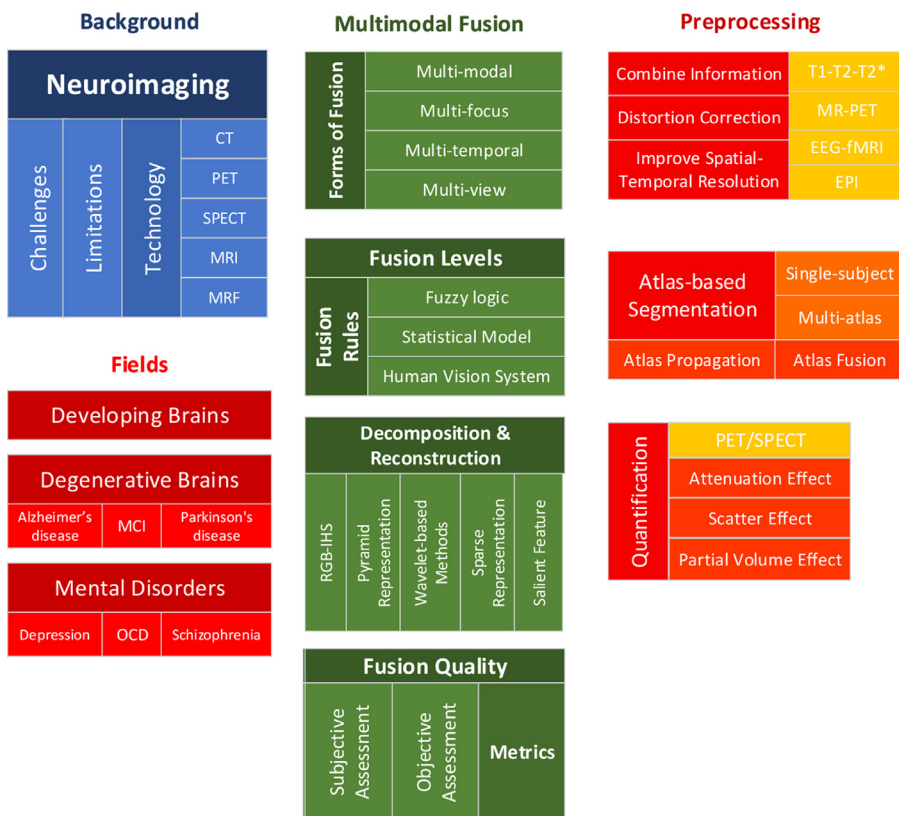 Background
Neuroimaging
Challenges
Limitations
Technology
CT
PET
SPECT
MRI
MRF
Fields
Developing Brains
Degenerative Brains
Alzheimer's
disease
MCI
Parkinson's
disease
Mental Disorders
Depression
OCD
Schizophrenia
Multimodal Fusion
Forms of Fusion
Multi-modal
Multi-focus
Multi-temporal
Multi-view
Fusion Levels
Fusion
Rules
Fuzzy logic
Statistical Model
Human Vision System
Decomposition &
Reconstruction
RGB-IHS
Pyramid
Representation
Wavelet-based
Methods
Sparse
Representation
Salient Feature
Fusion Quality
Subjective
Assessnent
Objective
Assessment
Metrics
Preprocessing
Combine Information
Distortion Correction
Improve Spatial-
Temporal Resolution
T1-T2-T2*
MR-PET
EEG-fMRI
EPI
Atlas-based
Segmentation
Single-subject
Multi-atlas
Atlas Propagation
Atlas Fusion
Quantification
PET/SPECT
Attenuation Effect
Scatter Effect
Partial Volume Effect